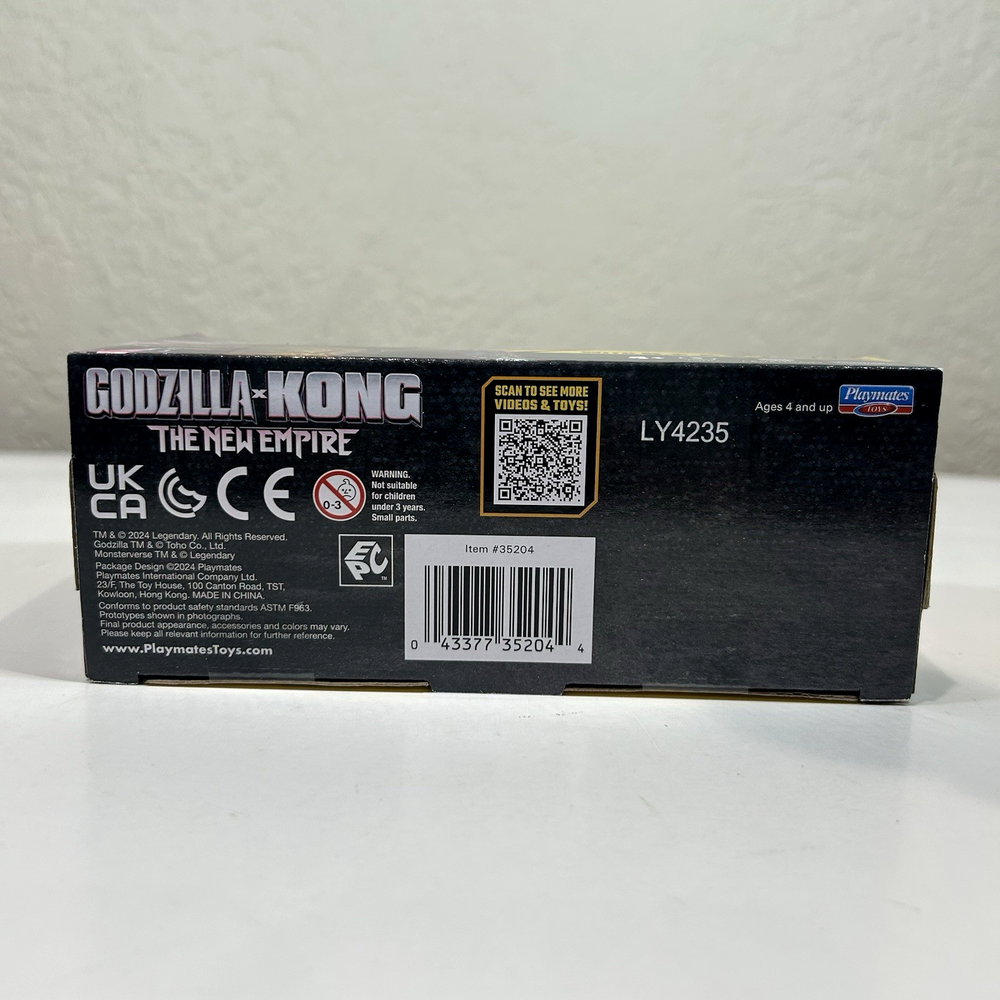 GODZILLA x KONG
THE NEW EMPIRE
SCAN TO SEE MORE
VIDEOS & TOYS!
LY4235
Ages 4 and up
Playmates
TOYS
UK
CA
CE
0-3
WARNING.
Not suitable
for children
under 3 years.
Small parts.
TM & © 2024 Legendary. All Rights Reserved.
Godzilla TM & © Toho Co., Ltd.
Monsterverse TM & © Legendary
Package Design ©2024 Playmates
Playmates International Company Ltd.
23/F, The Toy House, 100 Canton Road, TST,
Kowloon, Hong Kong. MADE IN CHINA.
Conforms to product safety standards ASTM F963.
Prototypes shown in photographs.
Final product appearance, accessories and colors may vary.
Please keep all relevant information for further reference.
www.PlaymatesToys.com
EPC TM
Item #35204
0 43377 35204 4